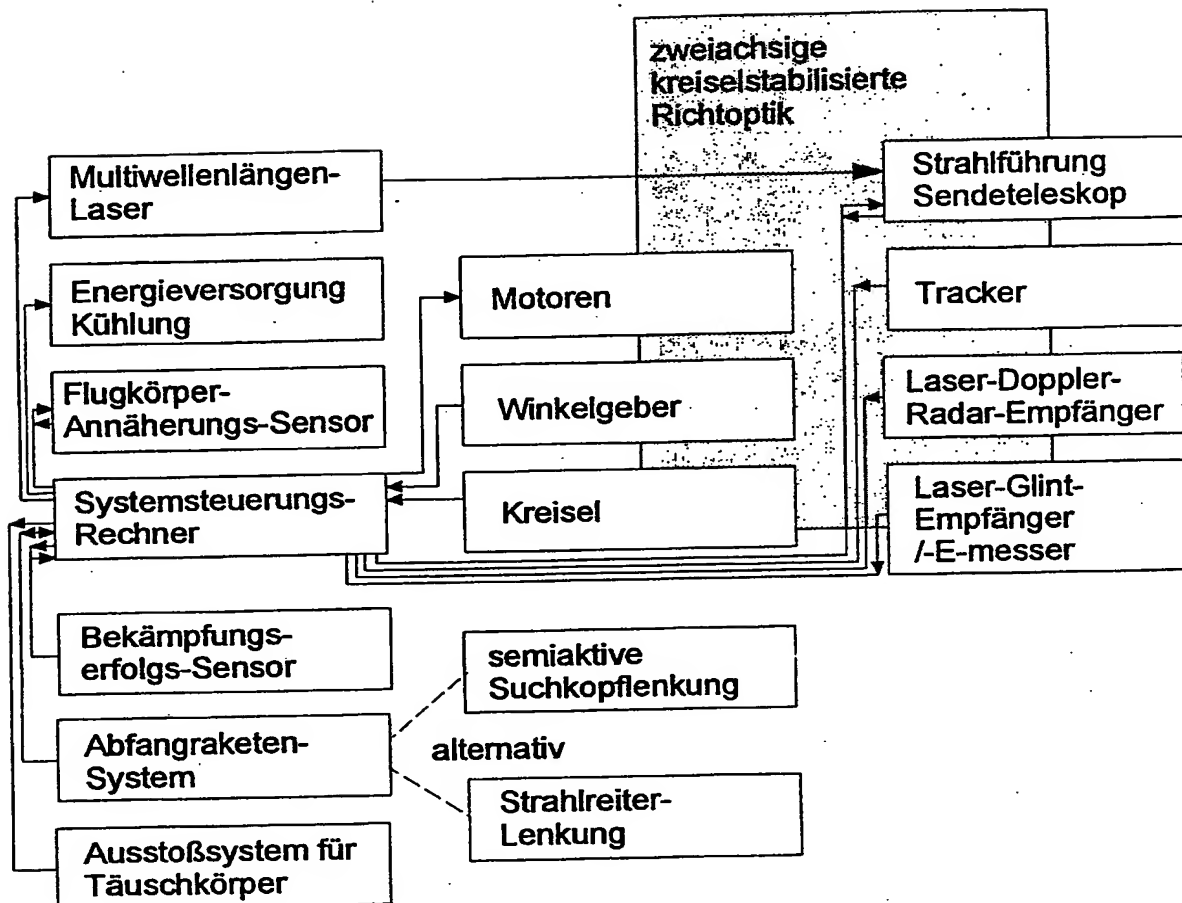 zweiachsige
kreiselstabilisierte
Richtoptik
Multiwellenlängen-
Laser
Strahlführung
Sendeteleskop
Energieversorgung
Kühlung
Motoren
Tracker
Flugkörper-
Annäherungs-Sensor
Winkelgeber
Laser-Doppler-
Radar-Empfänger
Systemsteuerungs-
Rechner
Kreisel
Laser-Glint-
Empfänger
/-E-messer
Bekämpfungs-
erfolgs-Sensor
semiaktive
Suchkopflenkung
Abfangraketen-
System
alternativ
Strahlreiter-
Lenkung
Ausstoßsystem für
Täuschkörper